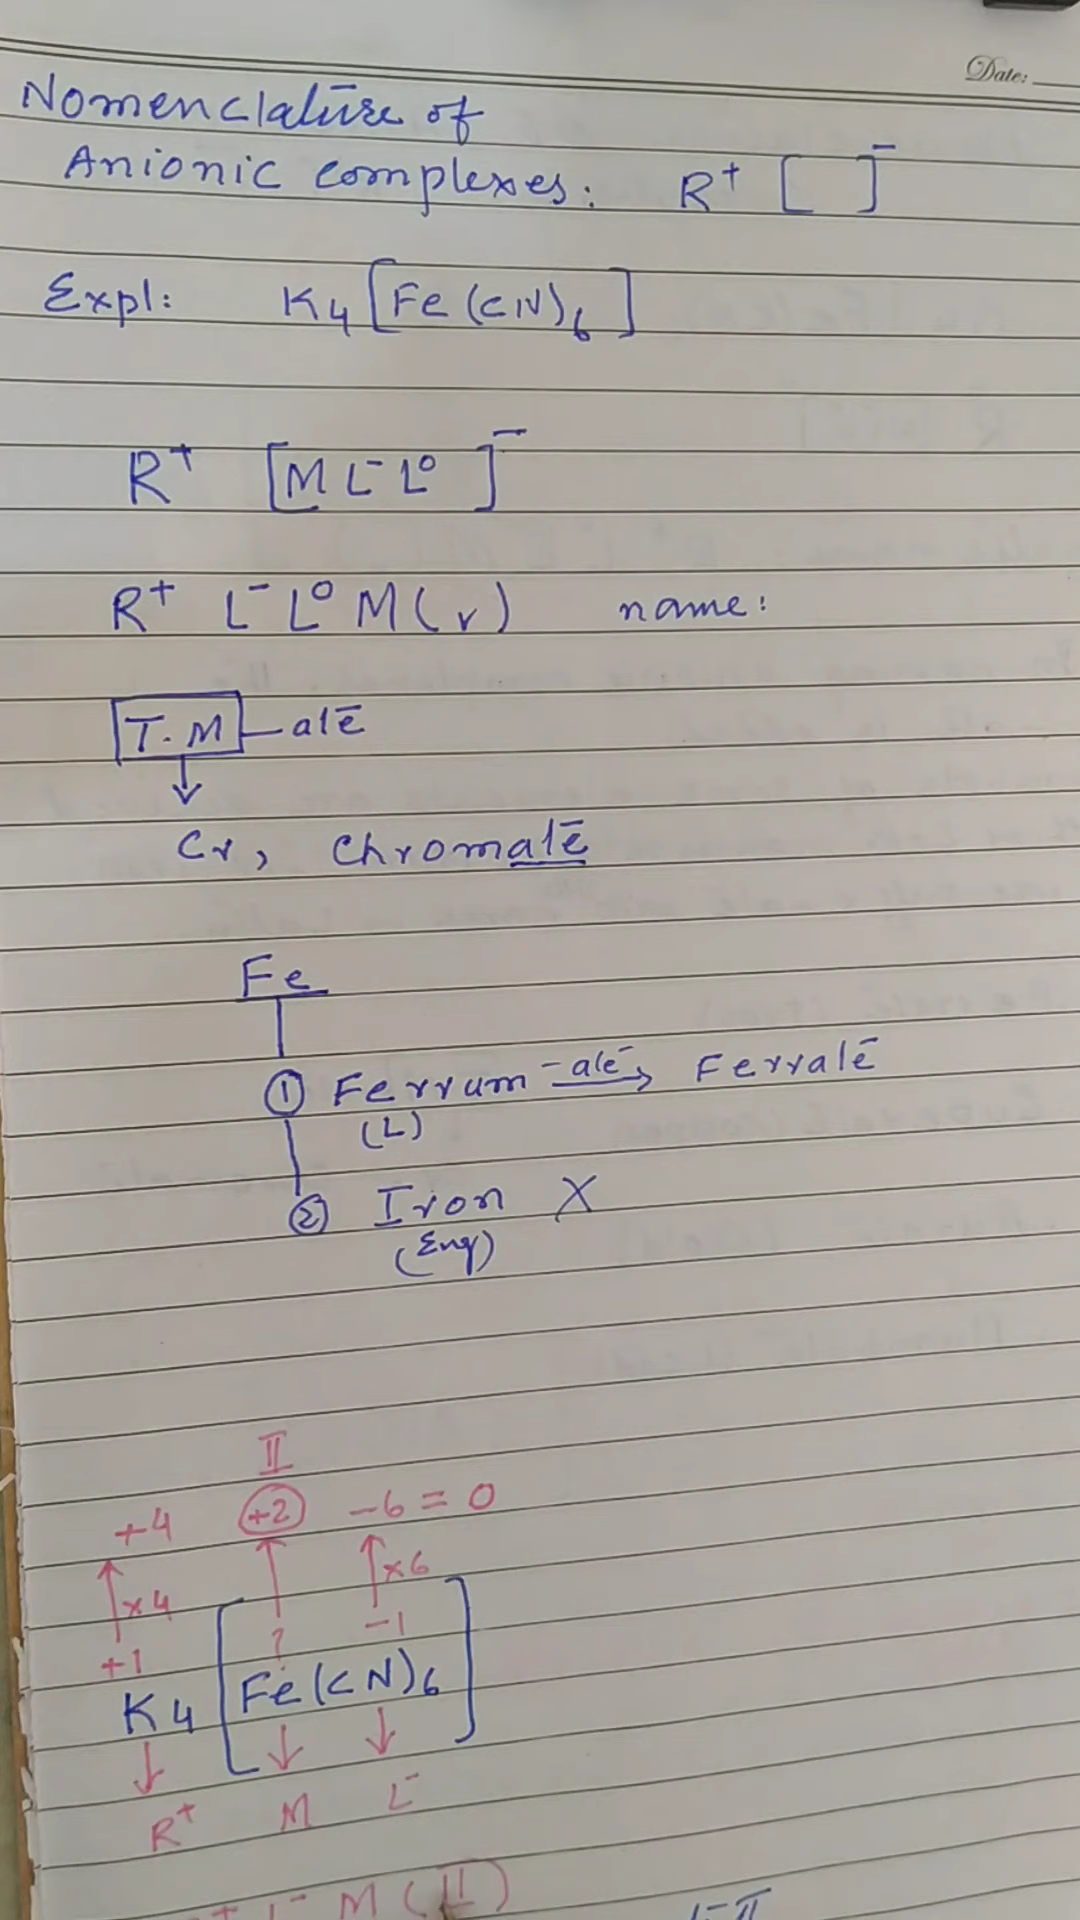 Date:
Nomenclature of
Anionic complexes: R⁺ [ ]⁻
Expl: K₄[Fe(CN)₆]
R⁺ [M L⁻ L⁰]⁻
R⁺ L⁻ L⁰ M(r) name:
T.M -ate
↓
Cr, Chromate
Fe
① Ferrum -ate→ Ferrate
(L)
② Iron X
(Eng)
II
+4 +2 -6 = 0
×4 ×6
+1 ? -1
K₄[Fe(CN)₆]
↓ ↓ ↓
R⁺ M L⁻
L⁻ M(II)